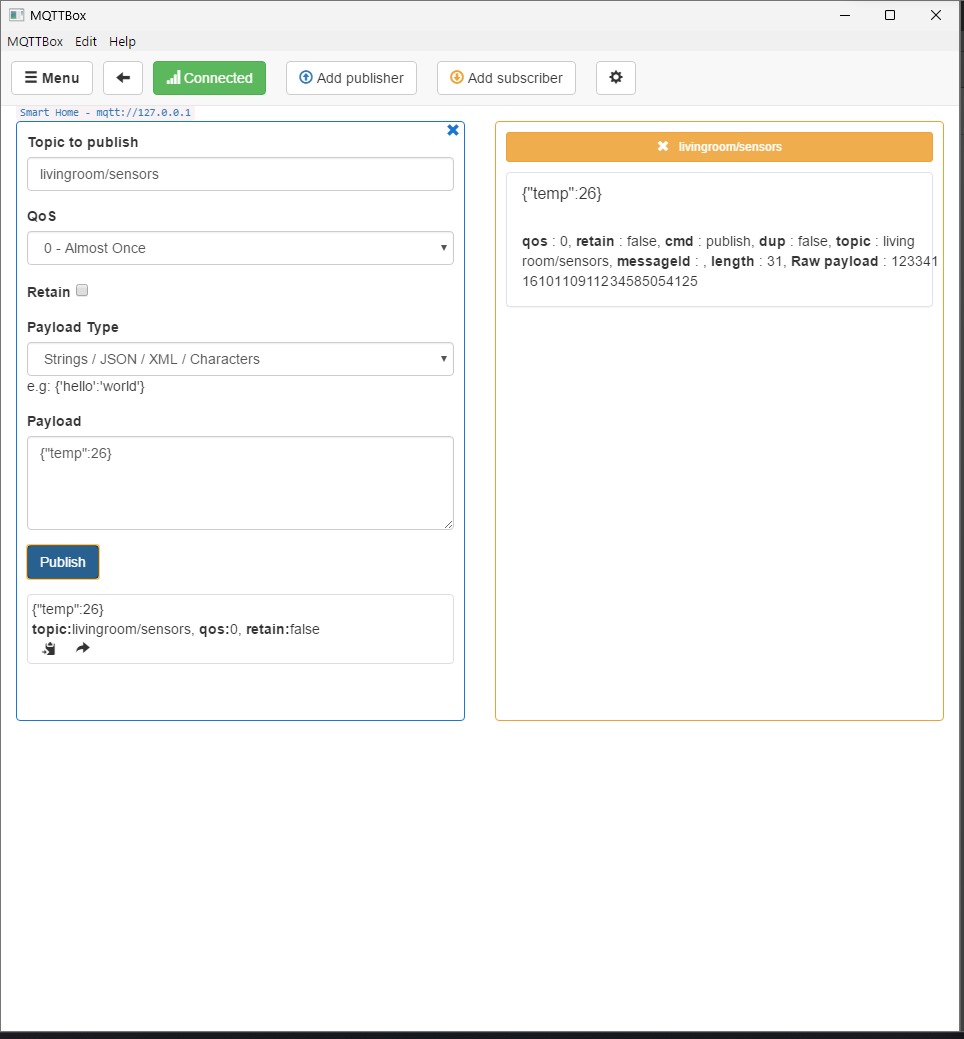 MQTTBox
MQTTBox Edit Help
Menu Connected Add publisher Add subscriber
Smart Home - mqtt://127.0.0.1
Topic to publish
livingroom/sensors
QoS
0 - Almost Once
Retain
Payload Type
Strings / JSON / XML / Characters
e.g: {'hello':'world'}
Payload
{"temp":26}
Publish
{"temp":26}
topic:livingroom/sensors, qos:0, retain:false
livingroom/sensors
{"temp":26}
qos : 0, retain : false, cmd : publish, dup : false, topic : living
room/sensors, messageId : , length : 31, Raw payload : 123341
1610110911234585054125